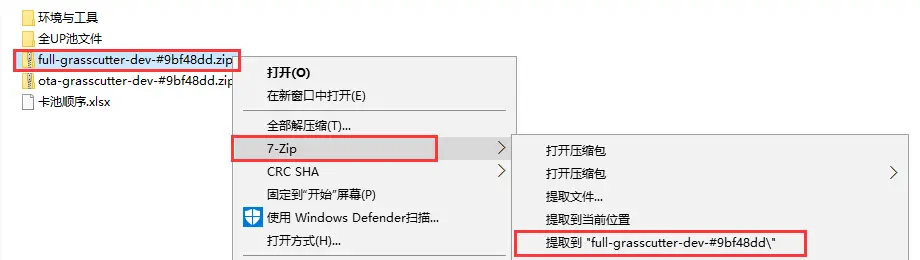 环境与工具
全UP池文件
full-grasscutter-dev-#9bf48dd.zip
ota-grasscutter-dev-#9bf48dd.zip
卡池顺序.xlsx
打开(O)
在新窗口中打开(E)
全部解压缩(T)...
7-Zip
CRC SHA
固定到"开始"屏幕(P)
使用 Windows Defender扫描...
打开方式(H)...
打开压缩包
打开压缩包
提取文件...
提取到当前位置
提取到 "full-grasscutter-dev-#9bf48dd\"